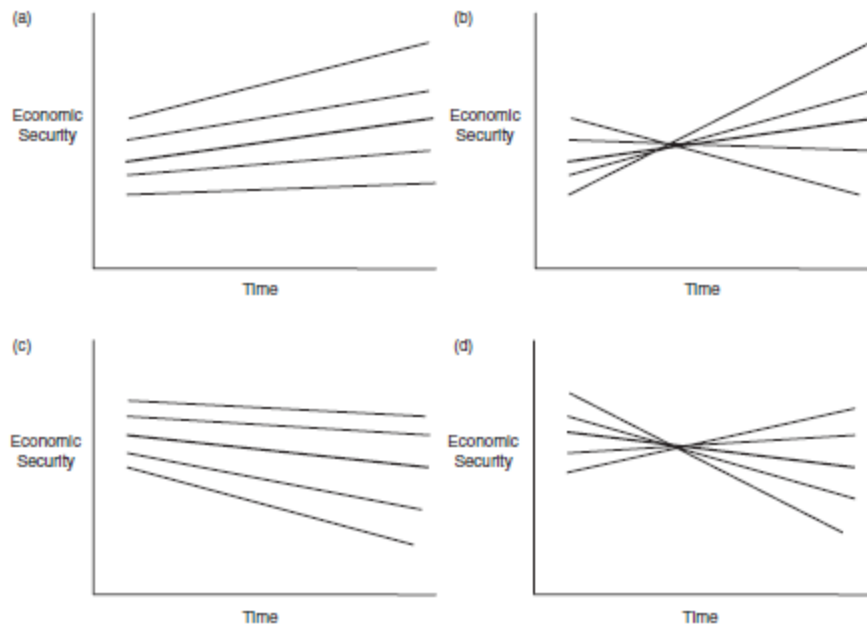 (a)
Economic
Security
Time
(b)
Economic
Security
Time
(c)
Economic
Security
Time
(d)
Economic
Security
Time